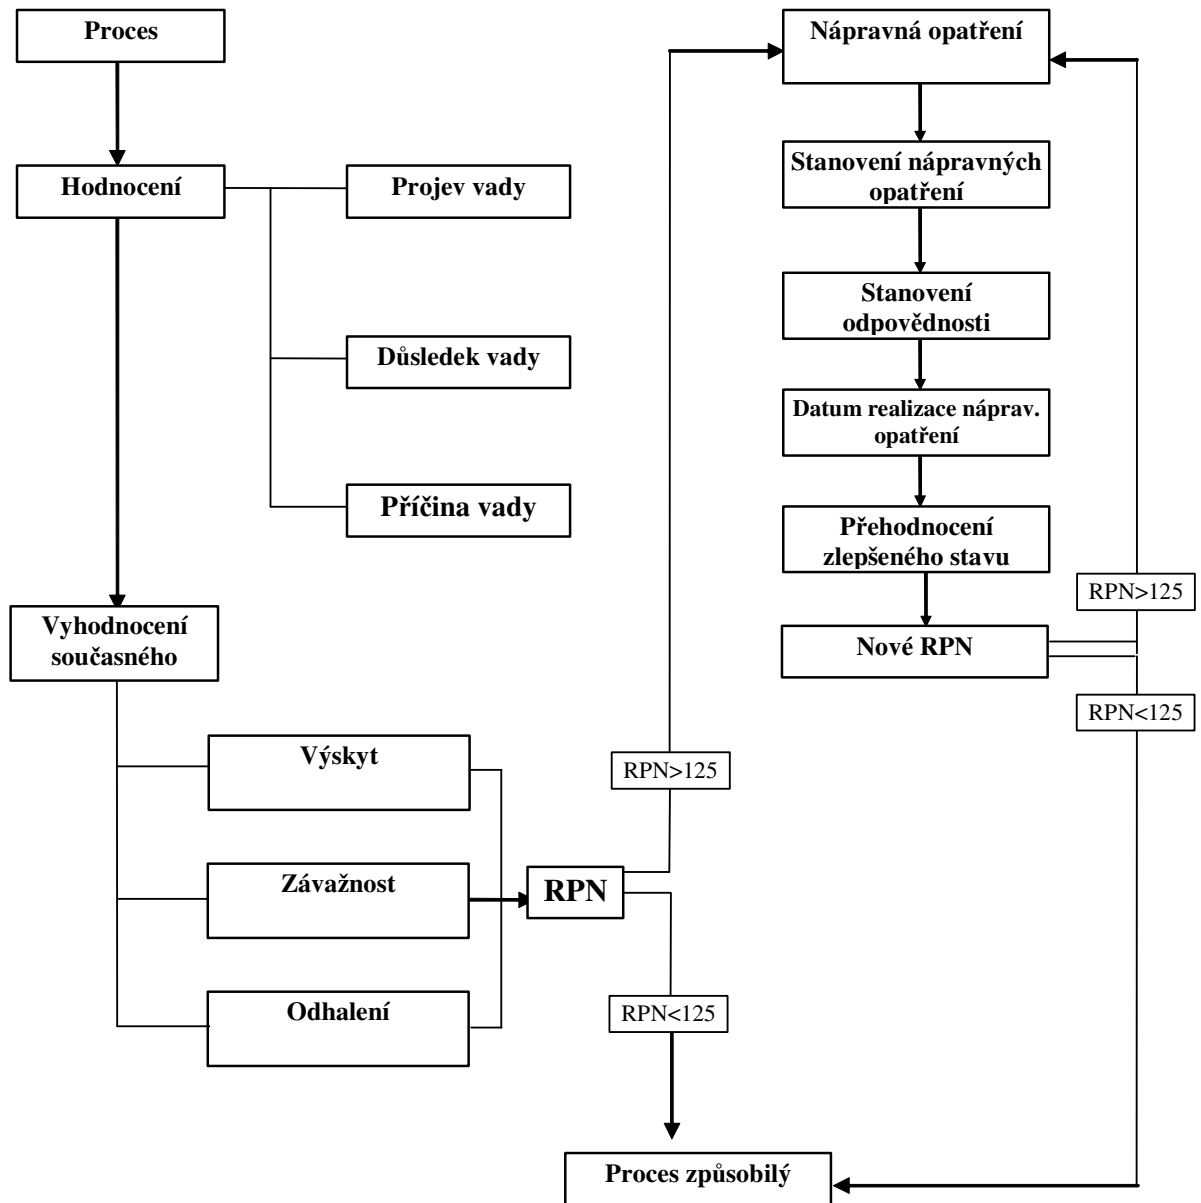 Proces
Hodnocení
Projev vady
Důsledek vady
Příčina vady
Vyhodnocení
současného
Výskyt
Závažnost
Odhalení
RPN
RPN>125
RPN<125
Nápravná opatření
Stanovení nápravných
opatření
Stanovení
odpovědnosti
Datum realizace náprav.
opatření
Přehodnocení
zlepšeného stavu
Nové RPN
RPN>125
RPN<125
Proces způsobilý